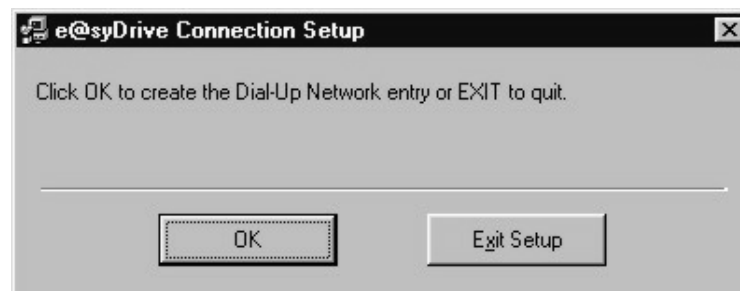 e@syDrive Connection Setup
Click OK to create the Dial-Up Network entry or EXIT to quit.
OK
Exit Setup